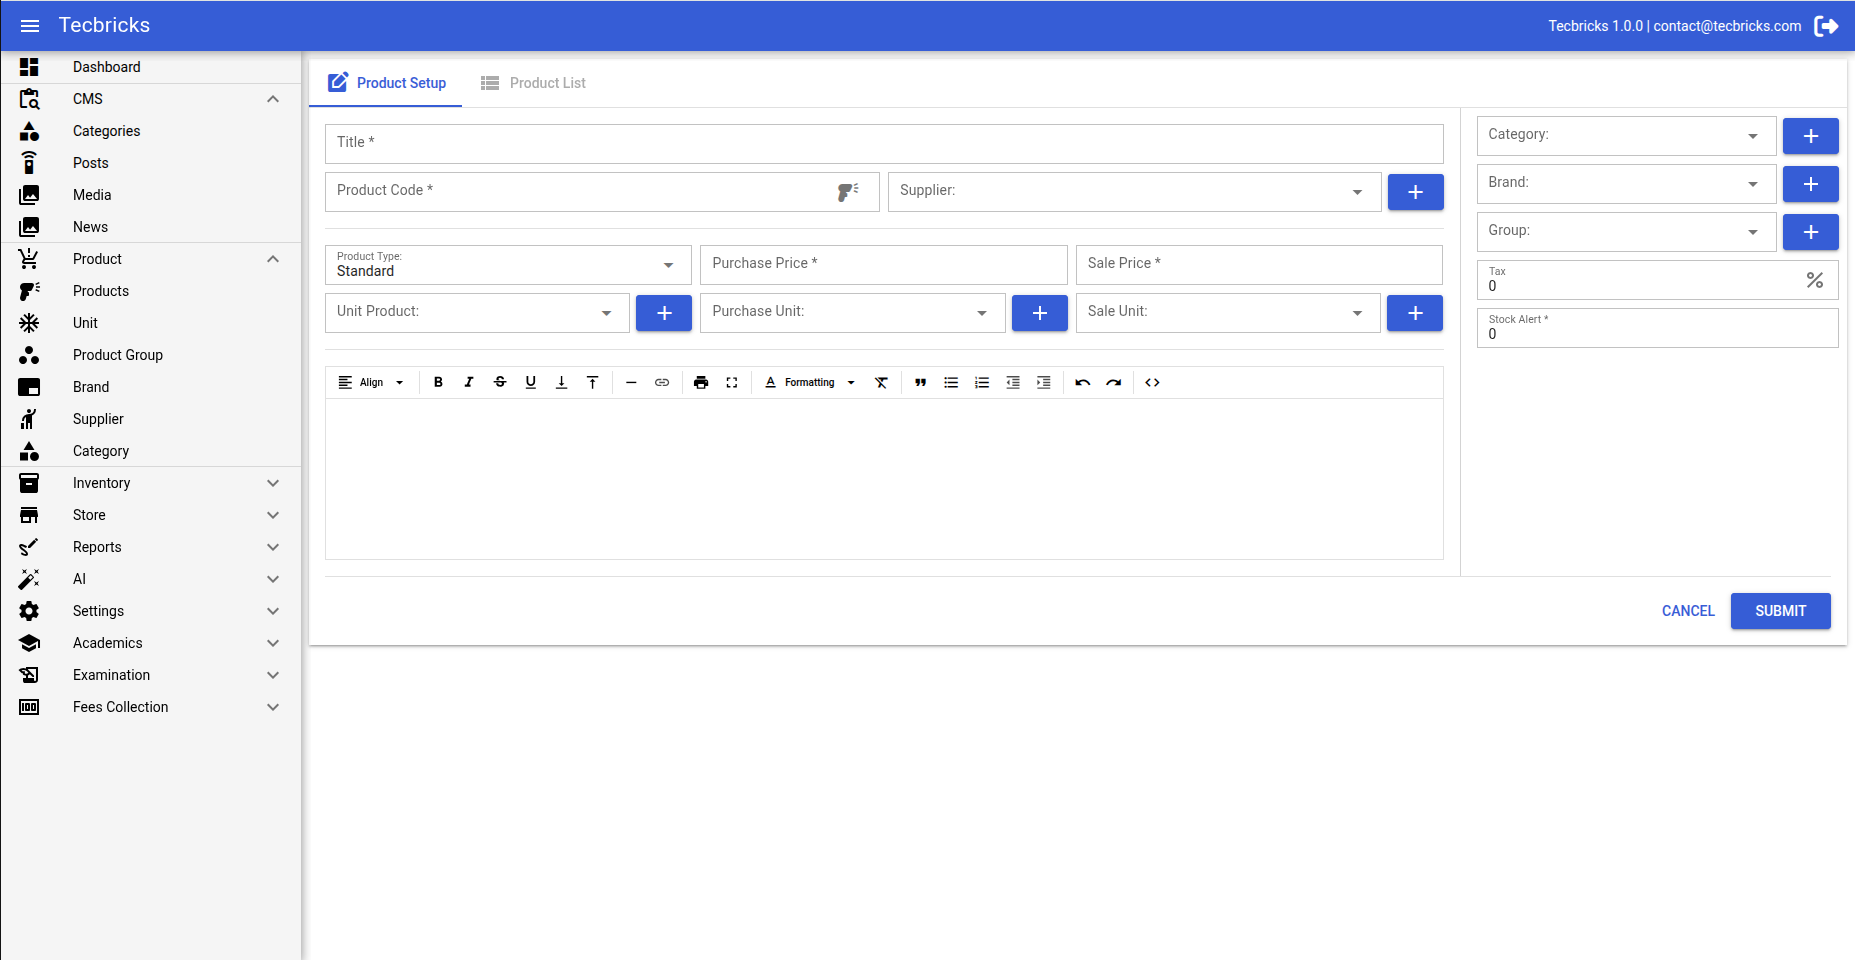 Tecbricks
Tecbricks 1.0.0 | contact@tecbricks.com
Dashboard
CMS
Categories
Posts
Media
News
Product
Products
Unit
Product Group
Brand
Supplier
Category
Inventory
Store
Reports
AI
Settings
Academics
Examination
Fees Collection
Product Setup
Product List
Title *
Product Code *
Supplier:
Product Type:
Standard
Purchase Price *
Sale Price *
Unit Product:
Purchase Unit:
Sale Unit:
Align
Formatting
Category:
Brand:
Group:
Tax
0
Stock Alert *
0
CANCEL
SUBMIT